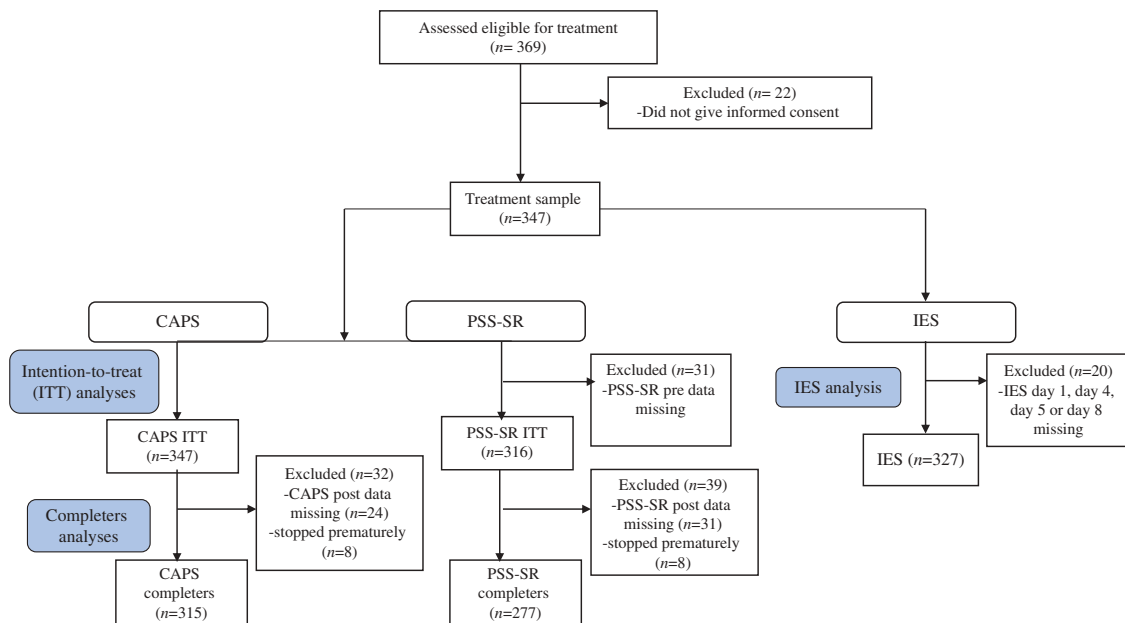 Assessed eligible for treatment
(n= 369)
Excluded (n= 22)
-Did not give informed consent
Treatment sample
(n=347)
CAPS
PSS-SR
IES
Intention-to-treat
(ITT) analyses
Excluded (n=31)
-PSS-SR pre data
missing
IES analysis
Excluded (n=20)
-IES day 1, day 4,
day 5 or day 8
missing
CAPS ITT
(n=347)
PSS-SR ITT
(n=316)
IES (n=327)
Completers
analyses
Excluded (n=32)
-CAPS post data
missing (n=24)
-stopped prematurely
(n=8)
Excluded (n=39)
-PSS-SR post data
missing (n=31)
-stopped prematurely
(n=8)
CAPS
completers
(n=315)
PSS-SR
completers
(n=277)